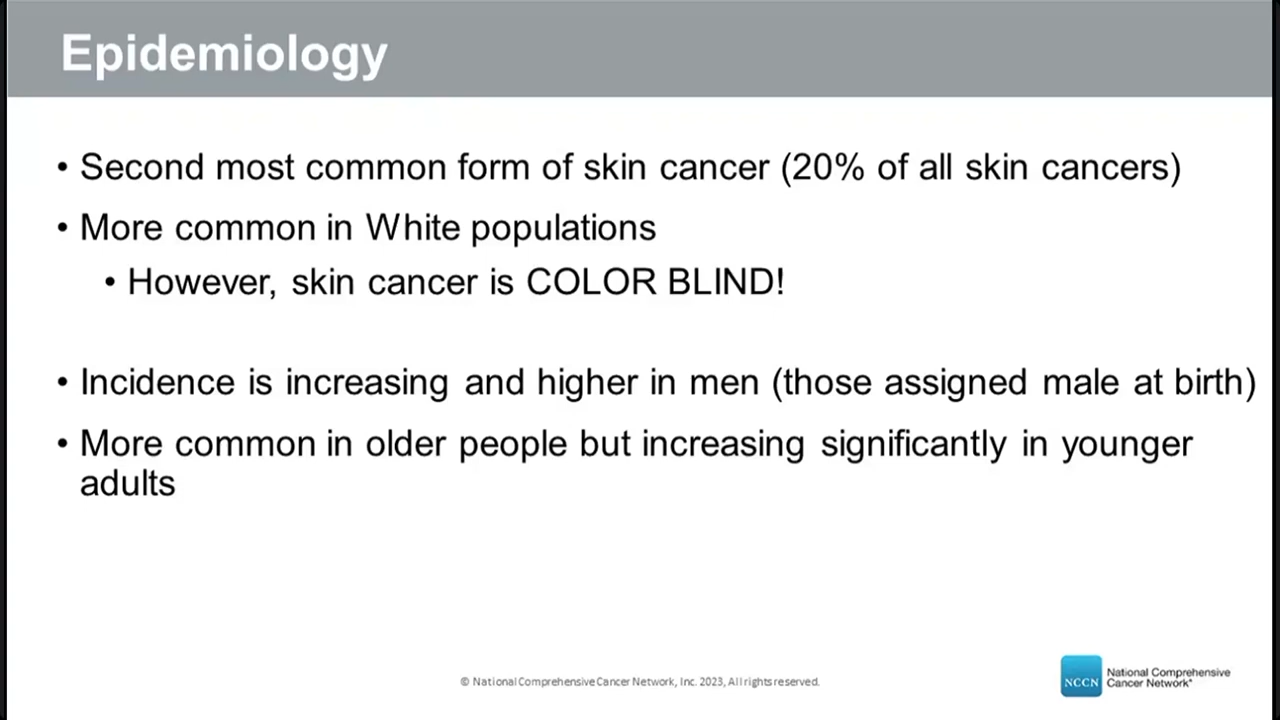 Epidemiology
• Second most common form of skin cancer (20% of all skin cancers)
• More common in White populations
• However, skin cancer is COLOR BLIND!
• Incidence is increasing and higher in men (those assigned male at birth)
• More common in older people but increasing significantly in younger
adults
© National Comprehensive Cancer Network, Inc. 2023, All rights reserved.
NCCN
National Comprehensive
Cancer Network®